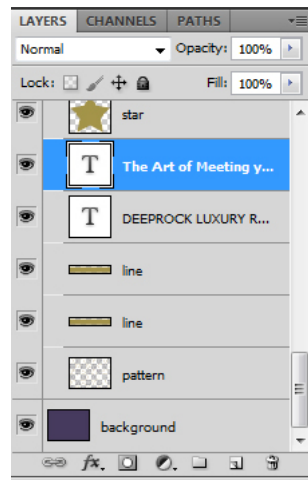 LAYERS CHANNELS PATHS
Normal Opacity: 100%
Lock: Fill: 100%
star
T The Art of Meeting y...
T DEEPROCK LUXURY R...
line
line
pattern
background
fx.